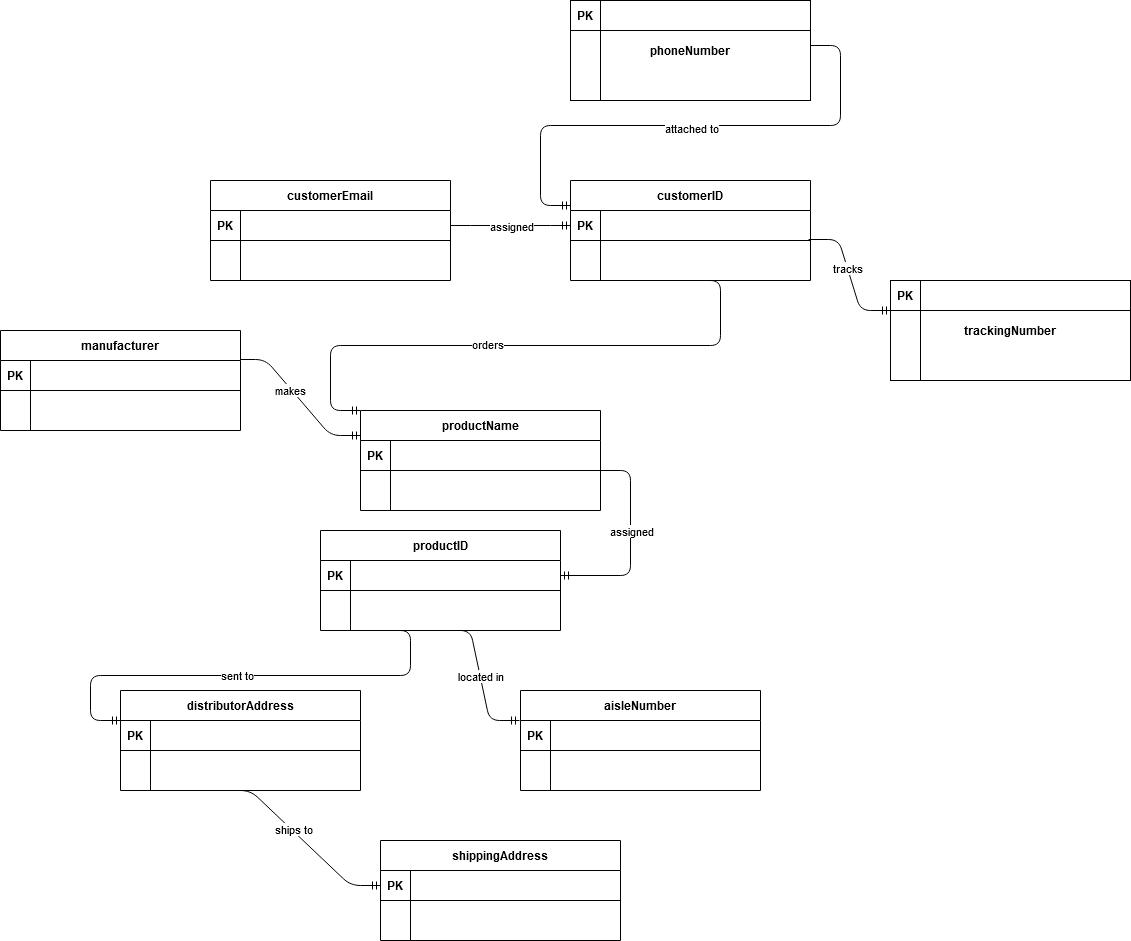 PK
phoneNumber
attached to
customerEmail
PK
assigned
customerID
PK
tracks
PK
trackingNumber
manufacturer
PK
makes
orders
productName
PK
assigned
productID
PK
sent to
located in
distributorAddress
PK
aisleNumber
PK
ships to
shippingAddress
PK